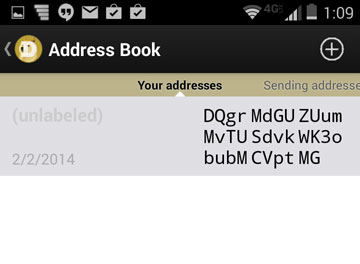 4G 1:09
Address Book
Your addresses Sending addresse
(unlabeled)
DQgr MdGU ZUum
MvTU Sdvk WK3o
2/2/2014
bubM CVpt MG